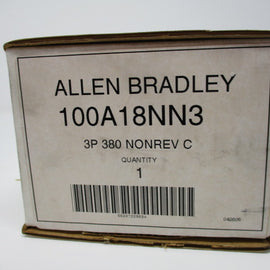 ALLEN BRADLEY
100A18NN3
3P 380 NONREV C
QUANTITY
1